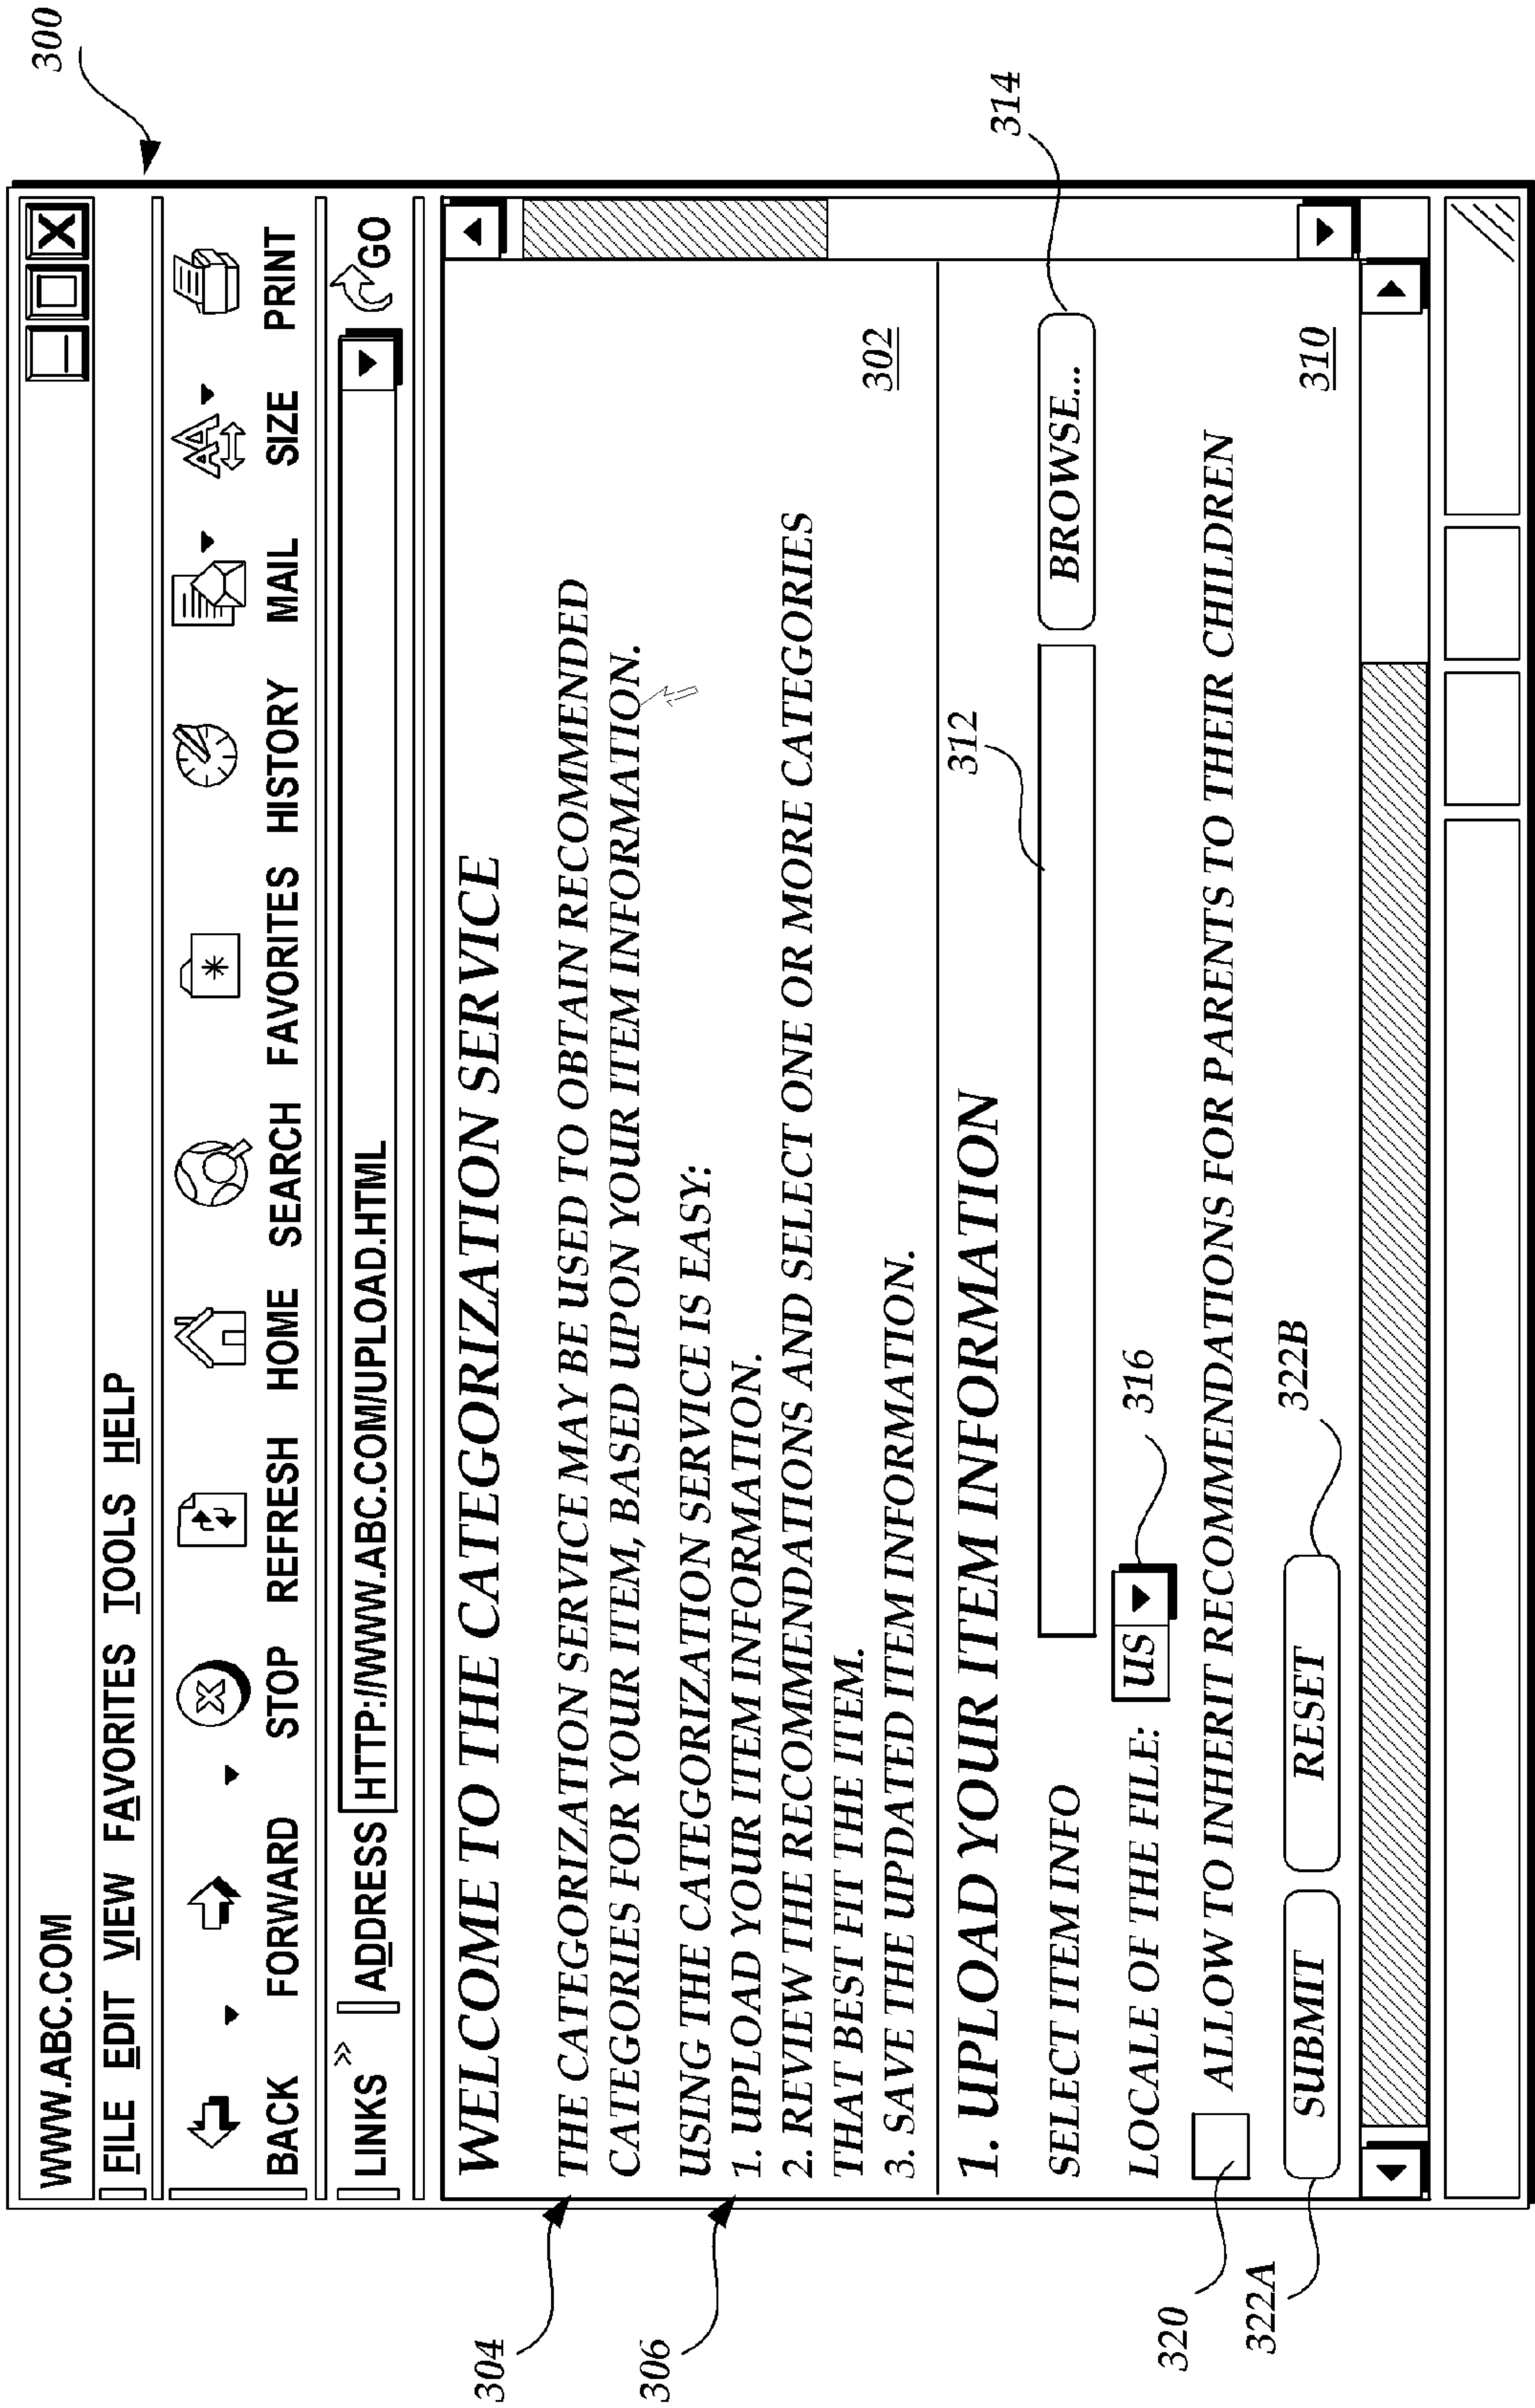 300
WWW.ABC.COM
FILE EDIT VIEW FAVORITES TOOLS HELP
BACK FORWARD STOP REFRESH HOME SEARCH FAVORITES HISTORY MAIL SIZE PRINT
LINKS » ADDRESS HTTP://WWW.ABC.COM/UPLOAD.HTML GO
WELCOME TO THE CATEGORIZATION SERVICE
304
THE CATEGORIZATION SERVICE MAY BE USED TO OBTAIN RECOMMENDED
CATEGORIES FOR YOUR ITEM, BASED UPON YOUR ITEM INFORMATION.
USING THE CATEGORIZATION SERVICE IS EASY:
306
1. UPLOAD YOUR ITEM INFORMATION.
2. REVIEW THE RECOMMENDATIONS AND SELECT ONE OR MORE CATEGORIES
THAT BEST FIT THE ITEM.
3. SAVE THE UPDATED ITEM INFORMATION.
302
1. UPLOAD YOUR ITEM INFORMATION
312
314
SELECT ITEM INFO BROWSE...
LOCALE OF THE FILE: US
316
320
ALLOW TO INHERIT RECOMMENDATIONS FOR PARENTS TO THEIR CHILDREN
322A
SUBMIT RESET
322B
310